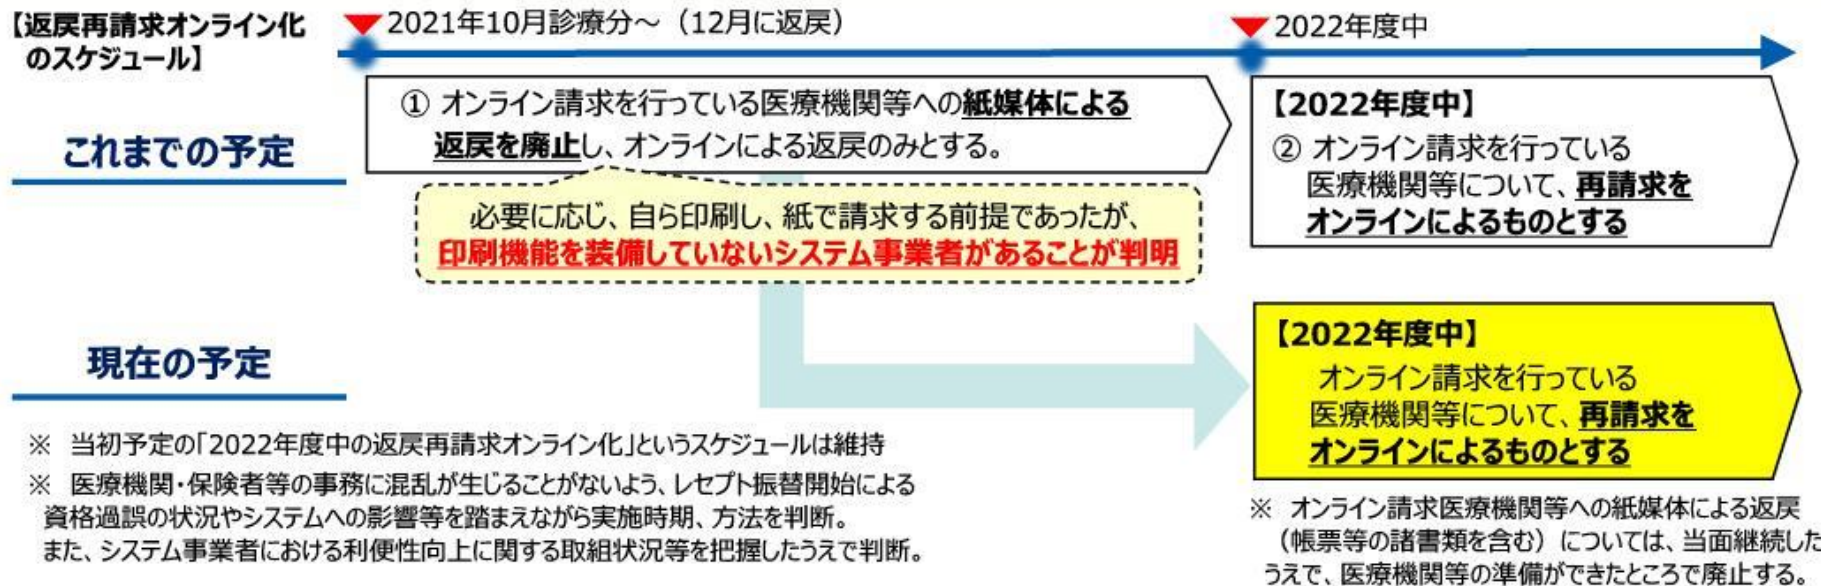 【返戻再請求オンライン化
のスケジュール】
2021年10月診療分～（12月に返戻）
2022年度中
これまでの予定
① オンライン請求を行っている医療機関等への紙媒体による
返戻を廃止し、オンラインによる返戻のみとする。
必要に応じ、自ら印刷し、紙で請求する前提であったが、
印刷機能を装備していないシステム事業者があることが判明
【2022年度中】
② オンライン請求を行っている
医療機関等について、再請求を
オンラインによるものとする
現在の予定
【2022年度中】
オンライン請求を行っている
医療機関等について、再請求を
オンラインによるものとする
※ 当初予定の「2022年度中の返戻再請求オンライン化」というスケジュールは維持
※ 医療機関・保険者等の事務に混乱が生じることがないよう、レセプト振替開始による
資格過誤の状況やシステムへの影響等を踏まえながら実施時期、方法を判断。
また、システム事業者における利便性向上に関する取組状況等を把握したうえで判断。
※ オンライン請求医療機関等への紙媒体による返戻
（帳票等の諸書類を含む）については、当面継続した
うえで、医療機関等の準備ができたところで廃止する。